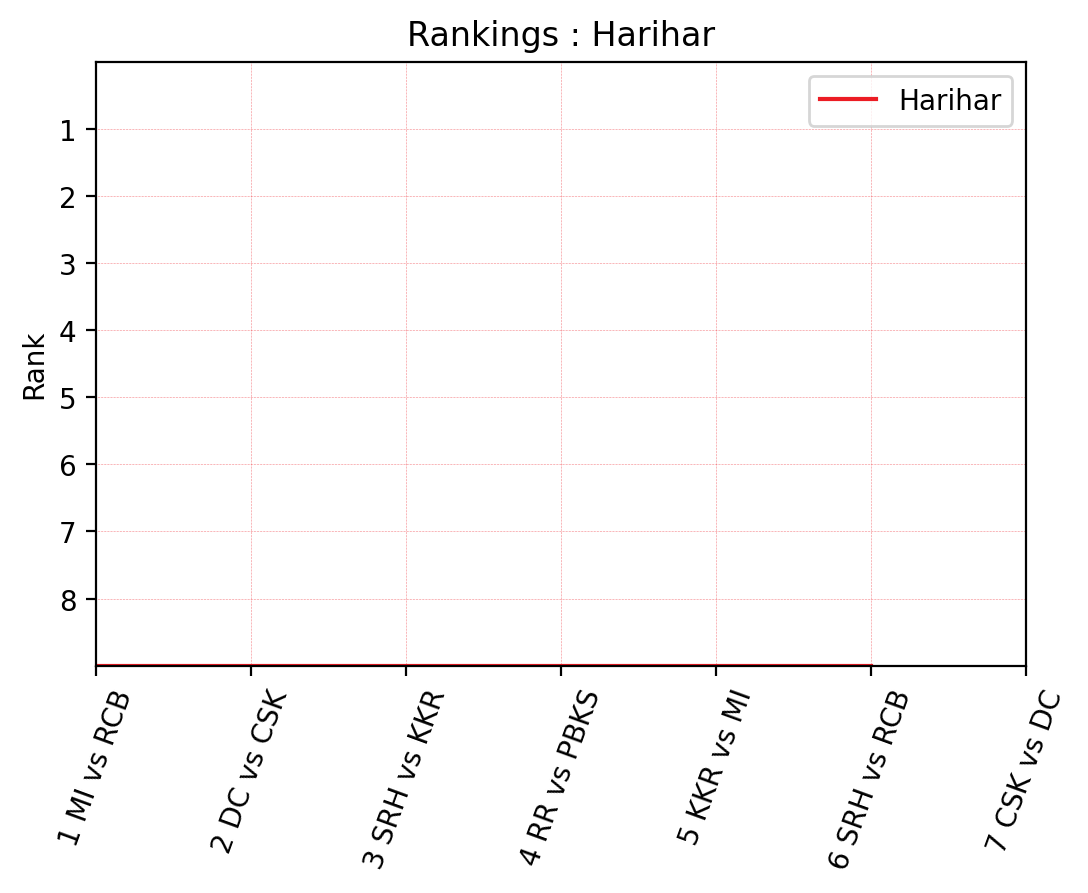 Rankings : Harihar
Harihar
Rank
1
2
3
4
5
6
7
8
1 MI vs RCB
2 DC vs CSK
3 SRH vs KKR
4 RR vs PBKS
5 KKR vs MI
6 SRH vs RCB
7 CSK vs DC